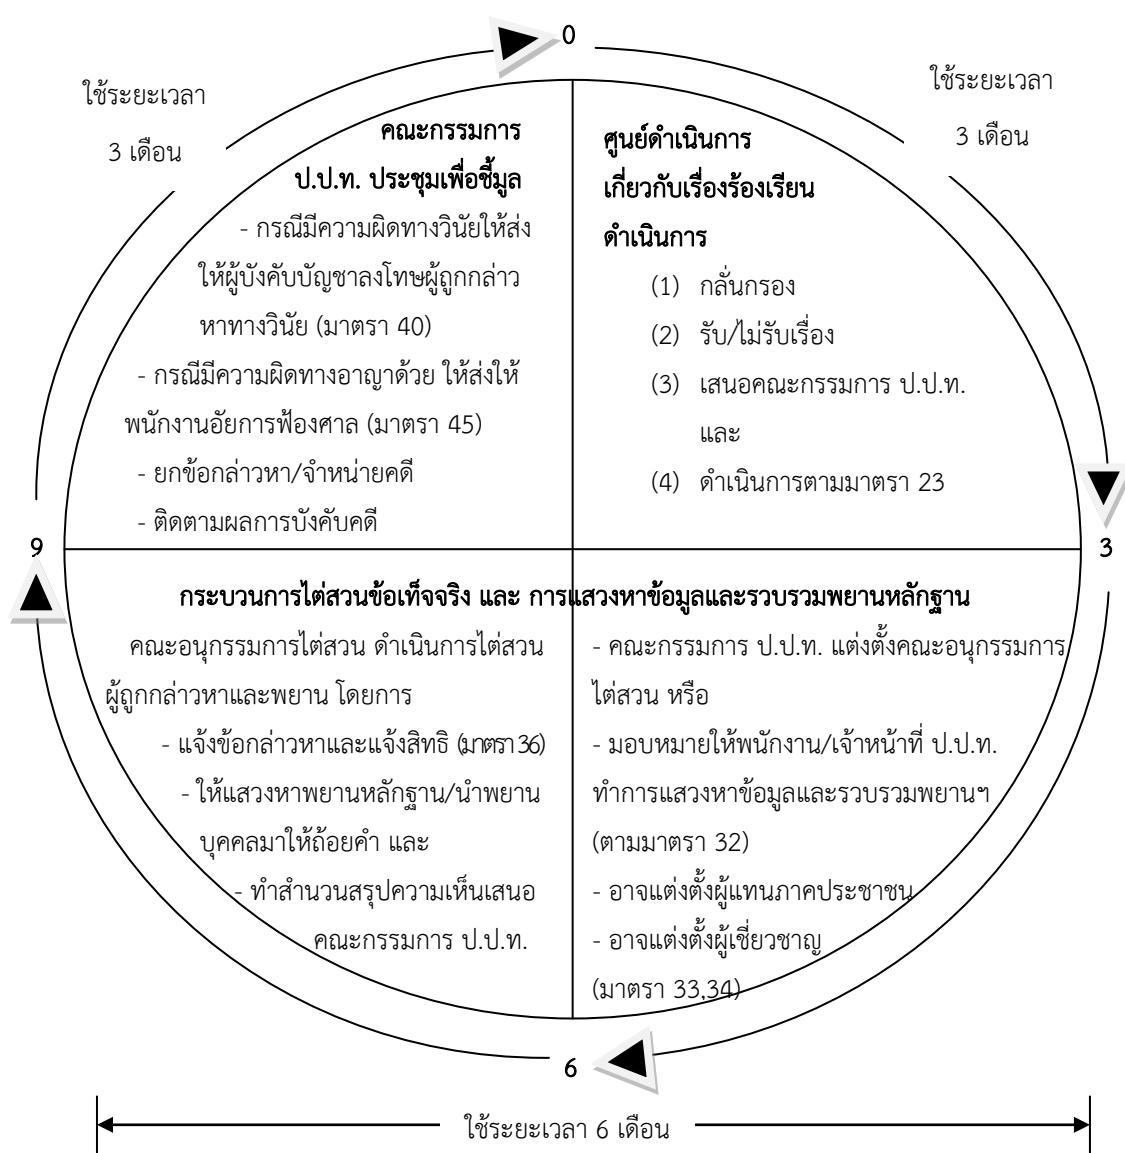 0
ใช้ระยะเวลา
3 เดือน
ใช้ระยะเวลา
3 เดือน
คณะกรรมการ
ป.ป.ท. ประชุมเพื่อชี้มูล
- กรณีมีความผิดทางวินัยให้ส่ง
ให้ผู้บังคับบัญชาลงโทษผู้ถูกกล่าว
หาทางวินัย (มาตรา 40)
- กรณีมีความผิดทางอาญาด้วย ให้ส่งให้
พนักงานอัยการฟ้องศาล (มาตรา 45)
- ยกข้อกล่าวหา/จำหน่ายคดี
- ติดตามผลการบังคับคดี
ศูนย์ดำเนินการ
เกี่ยวกับเรื่องร้องเรียน
ดำเนินการ
(1) กลั่นกรอง
(2) รับ/ไม่รับเรื่อง
(3) เสนอคณะกรรมการ ป.ป.ท.
และ
(4) ดำเนินการตามมาตรา 23
9
3
กระบวนการไต่สวนข้อเท็จจริง และ การแสวงหาข้อมูลและรวบรวมพยานหลักฐาน
คณะอนุกรรมการไต่สวน ดำเนินการไต่สวน
ผู้ถูกกล่าวหาและพยาน โดยการ
- แจ้งข้อกล่าวหาและแจ้งสิทธิ (มาตรา 36)
- ให้แสวงหาพยานหลักฐาน/นำพยาน
บุคคลมาให้ถ้อยคำ และ
- ทำสำนวนสรุปความเห็นเสนอ
คณะกรรมการ ป.ป.ท.
- คณะกรรมการ ป.ป.ท. แต่งตั้งคณะอนุกรรมการ
ไต่สวน หรือ
- มอบหมายให้พนักงาน/เจ้าหน้าที่ ป.ป.ท.
ทำการแสวงหาข้อมูลและรวบรวมพยานฯ
(ตามมาตรา 32)
- อาจแต่งตั้งผู้แทนภาคประชาชน
- อาจแต่งตั้งผู้เชี่ยวชาญ
(มาตรา 33,34)
6
ใช้ระยะเวลา 6 เดือน